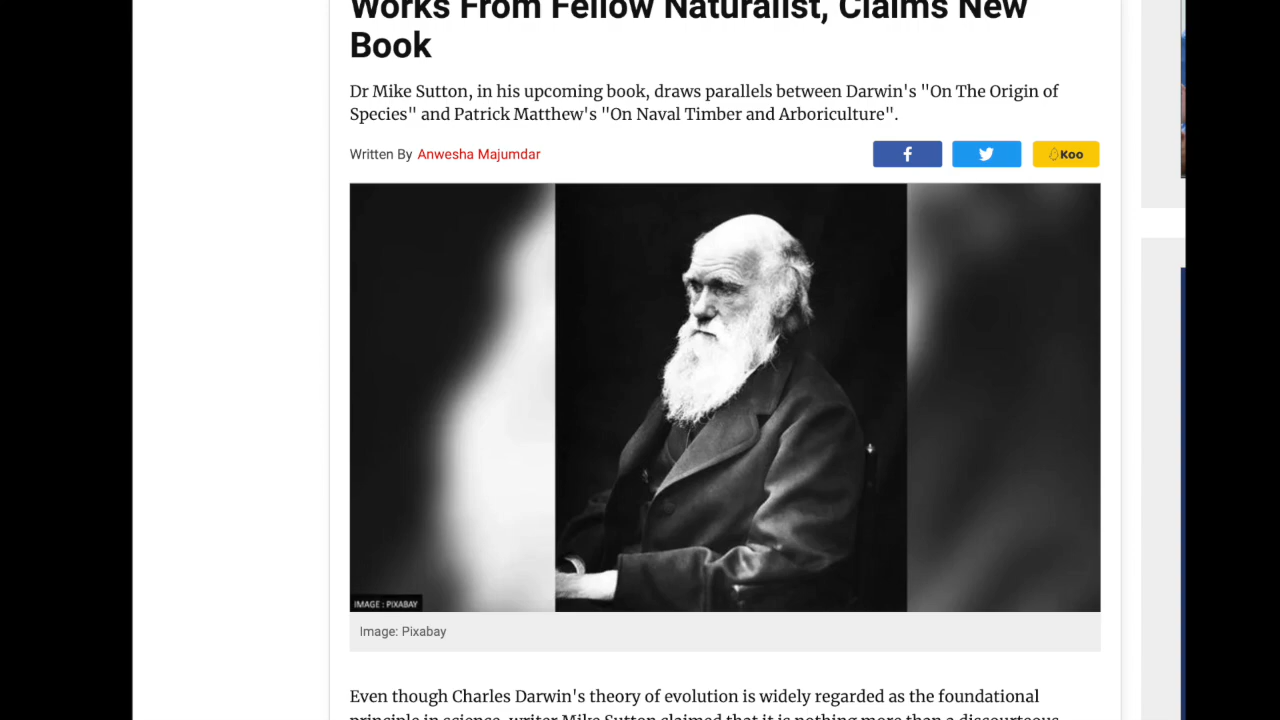 Works From Fellow Naturalist, Claims New
Book
Dr Mike Sutton, in his upcoming book, draws parallels between Darwin's "On The Origin of
Species" and Patrick Matthew's "On Naval Timber and Arboriculture".
Written By Anwesha Majumdar
Koo
IMAGE : PIXABAY
Image: Pixabay
Even though Charles Darwin's theory of evolution is widely regarded as the foundational
principle in science, writer Mike Sutton claimed that it is nothing more than a discourteous